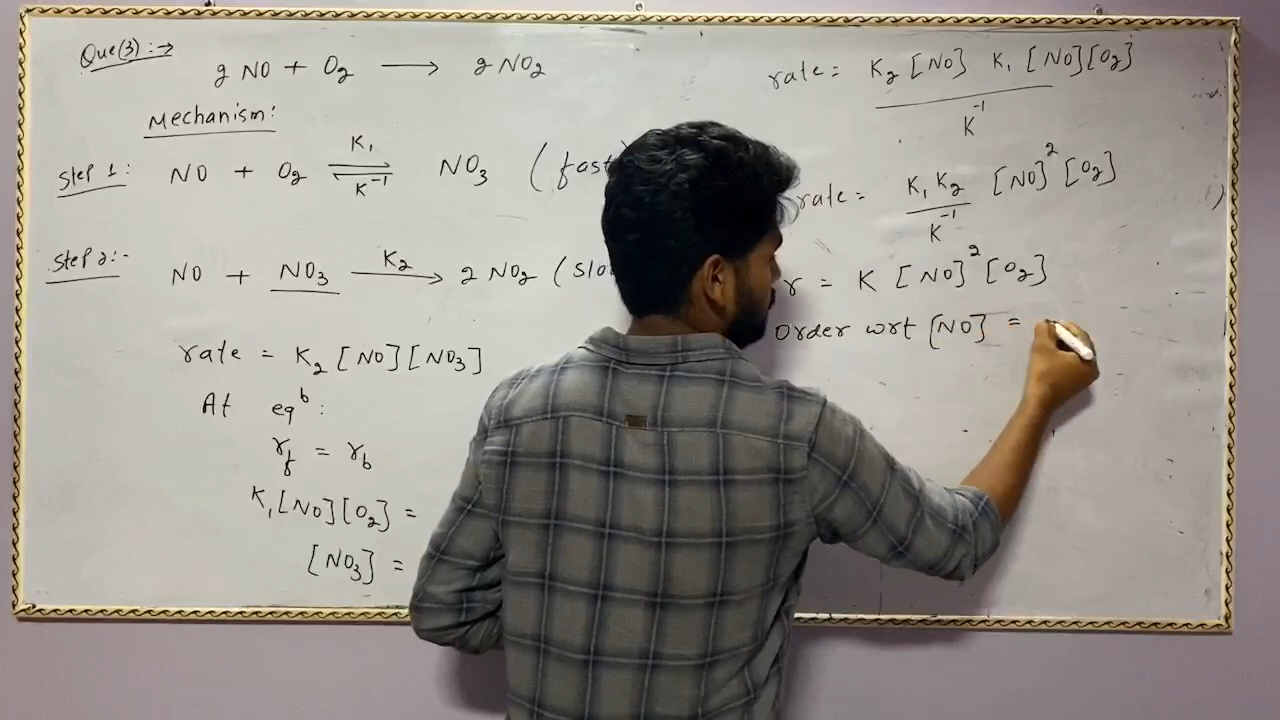 Que(3):→
2 NO + O2 ⟶ 2 NO2
Mechanism:
Step 1: NO + O2 ⇌ NO3 (fast)
K1
K^-1
Step 2:- NO + NO3 ⟶ 2 NO2 (Slo
K2
rate = K2 [NO][NO3]
At eq^b:
r_f = r_b
K1[NO][O2] =
[NO3] =
rate = K2 [NO] K1 [NO][O2]
K^-1
rate = K1 K2 / K^-1 [NO]^2 [O2]
r = K [NO]^2 [O2]
Order wrt [NO] =